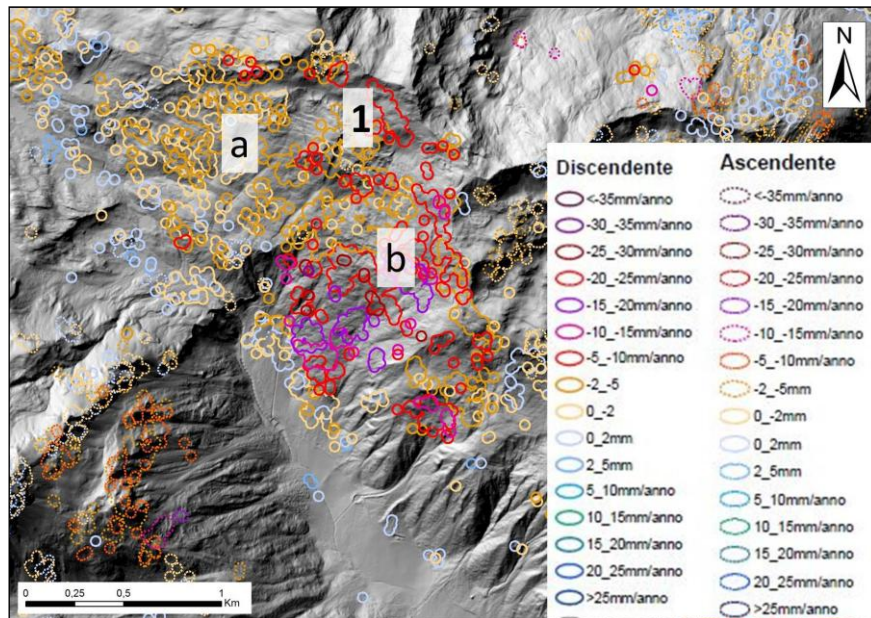 N
1
a
b
Discendente
<-35mm/anno
-30_-35mm/anno
-25_-30mm/anno
-20_-25mm/anno
-15_-20mm/anno
-10_-15mm/anno
-5_-10mm/anno
-2_-5
0_-2
0_2mm
2_5mm
5_10mm/anno
10_15mm/anno
15_20mm/anno
20_25mm/anno
>25mm/anno
Ascendente
<-35mm/anno
-30_-35mm/anno
-25_-30mm/anno
-20_-25mm/anno
-15_-20mm/anno
-10_-15mm/anno
-5_-10mm/anno
-2_-5mm
0_-2mm
0_2mm
2_5mm
5_10mm/anno
10_15mm/anno
15_20mm/anno
20_25mm/anno
>25mm/anno
0 0,25 0,5 1
Km